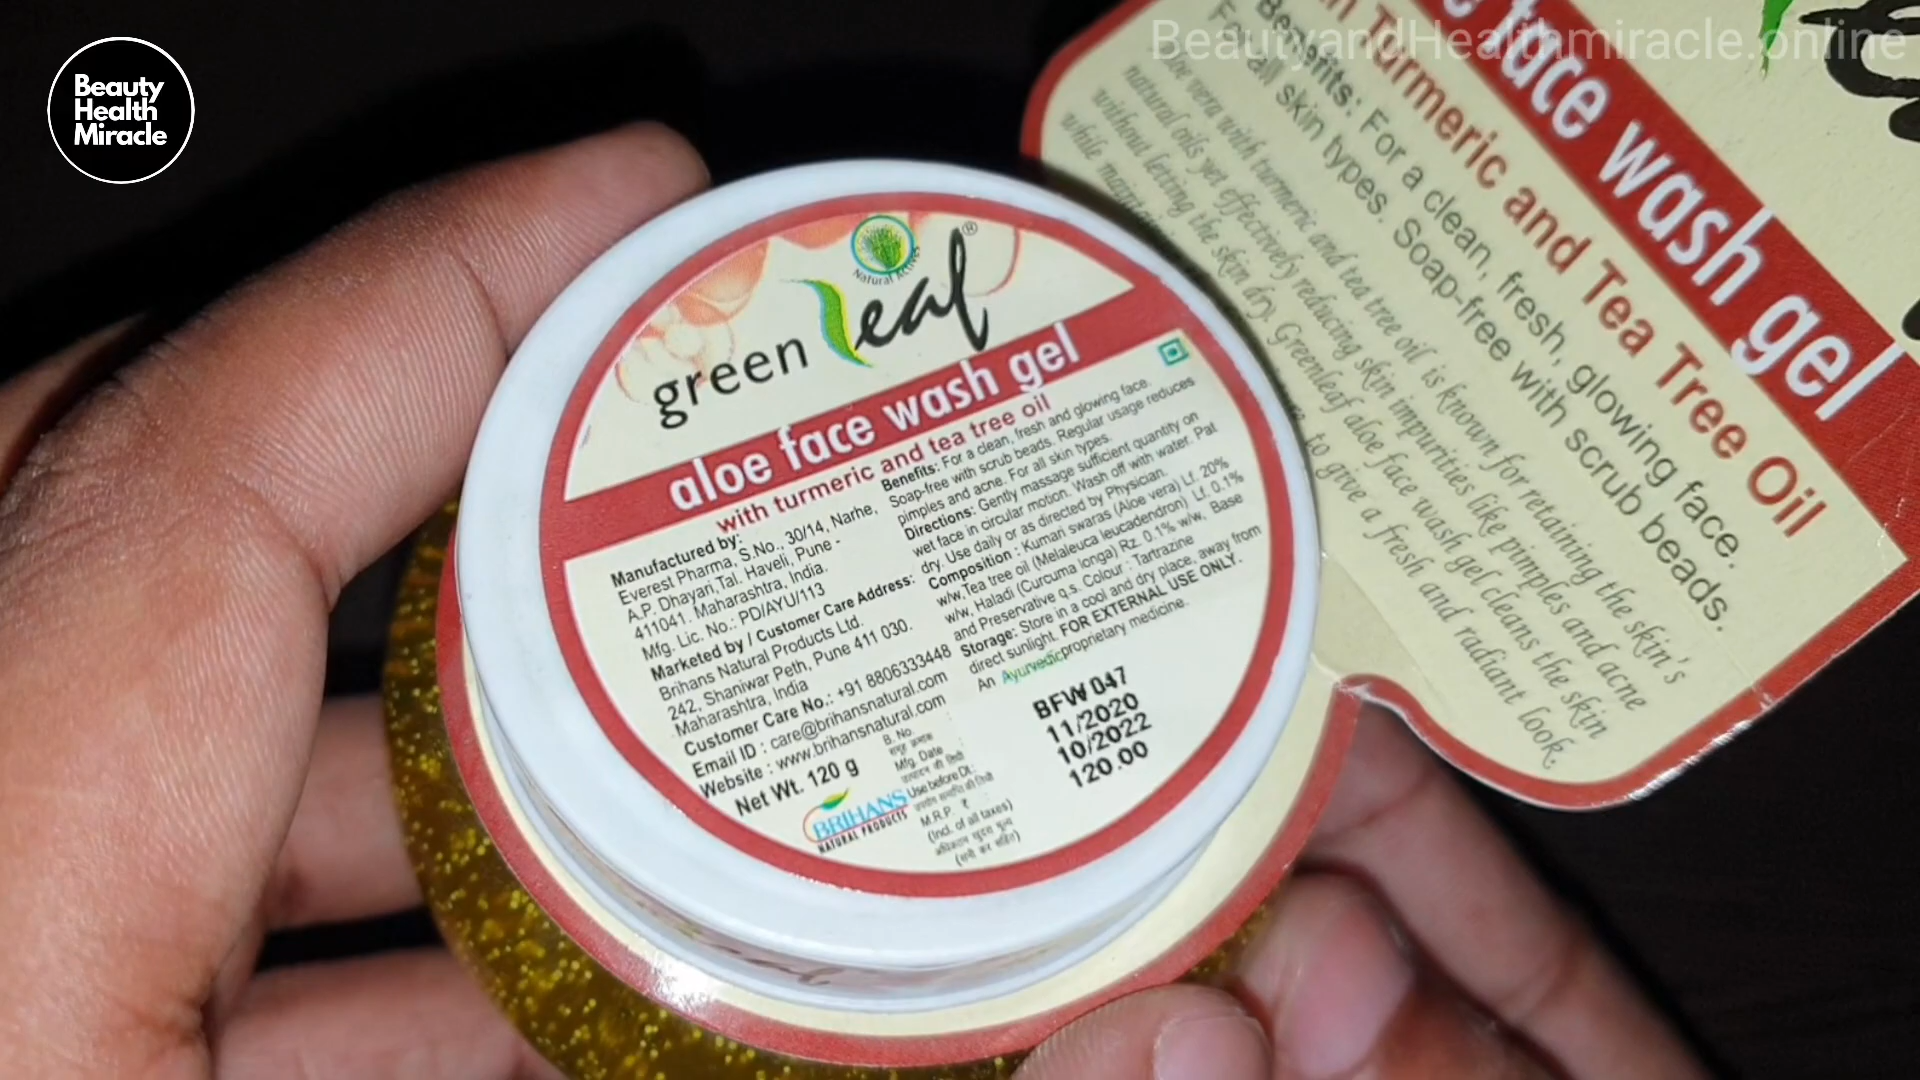 Beauty
Health
Miracle
BeautyandHealthmiracle.online
Natural Actives
green leaf®
aloe face wash gel
with turmeric and tea tree oil
Manufactured by:
Everest Pharma, S.No., 30/14, Narhe,
A.P. Dhayari,Tal. Haveli, Pune -
411041. Maharashtra, India.
Mfg. Lic. No.: PD/AYU/113
Marketed by / Customer Care Address:
Brihans Natural Products Ltd.
242, Shaniwar Peth, Pune 411 030.
Maharashtra, India
Customer Care No.: +91 8806333448
Email ID : care@brihansnatural.com
Website : www.brihansnatural.com
Net Wt. 120 g
BRIHANS
NATURAL PRODUCTS
Benefits: For a clean, fresh and glowing face.
Soap-free with scrub beads. Regular usage reduces
pimples and acne. For all skin types.
Directions: Gently massage sufficient quantity on
wet face in circular motion. Wash off with water. Pat
dry. Use daily or as directed by Physician.
Composition : Kumari swaras (Aloe vera) Lf. 20%
w/w,Tea tree oil (Melaleuca leucadendron) Lf. 0.1%
w/w, Haladi (Curcuma longa) Rz. 0.1% w/w, Base
and Preservative q.s. Colour : Tartrazine
Storage: Store in a cool and dry place, away from
direct sunlight. FOR EXTERNAL USE ONLY.
An Ayurvedic proprietary medicine.
B. No.
Mfg. Date
Use before Dt.:
M.R.P. ₹
(Incl. of all taxes)
BFW 047
11/2020
10/2022
120.00
face wash gel
Turmeric and Tea Tree Oil
Benefits: For a clean, fresh, glowing face.
For all skin types. Soap-free with scrub beads.
Aloe vera with turmeric and tea tree oil is known for retaining the skin's
natural oils yet effectively reducing skin impurities like pimples and acne
without letting the skin dry. Greenleaf aloe face wash gel cleans the skin
while to give a fresh and radiant look.